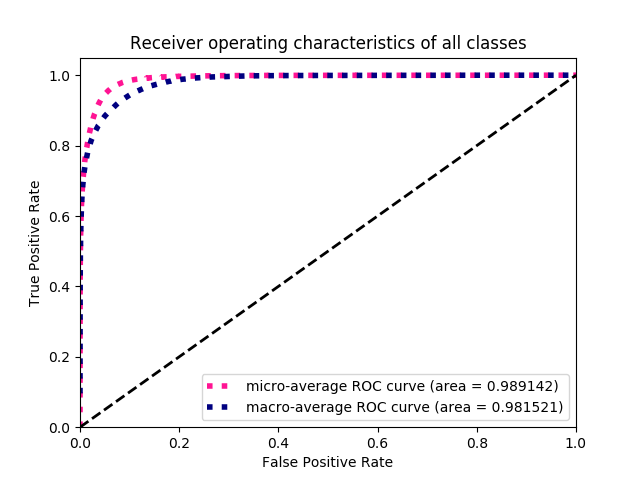 Receiver operating characteristics of all classes
1.0
0.8
0.6
0.4
0.2
0.0
True Positive Rate
micro-average ROC curve (area = 0.989142)
macro-average ROC curve (area = 0.981521)
0.0 0.2 0.4 0.6 0.8 1.0
False Positive Rate